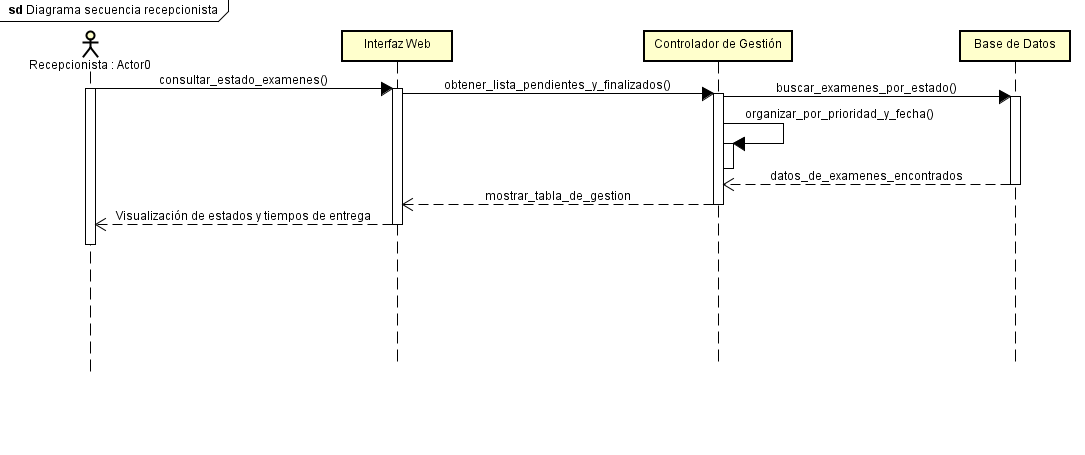 sd Diagrama secuencia recepcionista
Interfaz Web
Controlador de Gestión
Base de Datos
Recepcionista : Actor0
consultar_estado_examenes()
obtener_lista_pendientes_y_finalizados()
buscar_examenes_por_estado()
organizar_por_prioridad_y_fecha()
datos_de_examenes_encontrados
mostrar_tabla_de_gestion
Visualización de estados y tiempos de entrega